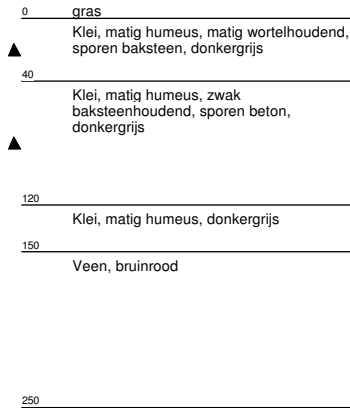 0 gras
Klei, matig humeus, matig wortelhoudend,
sporen baksteen, donkergrijs
40
Klei, matig humeus, zwak
baksteenhoudend, sporen beton,
donkergrijs
120
Klei, matig humeus, donkergrijs
150
Veen, bruinrood
250